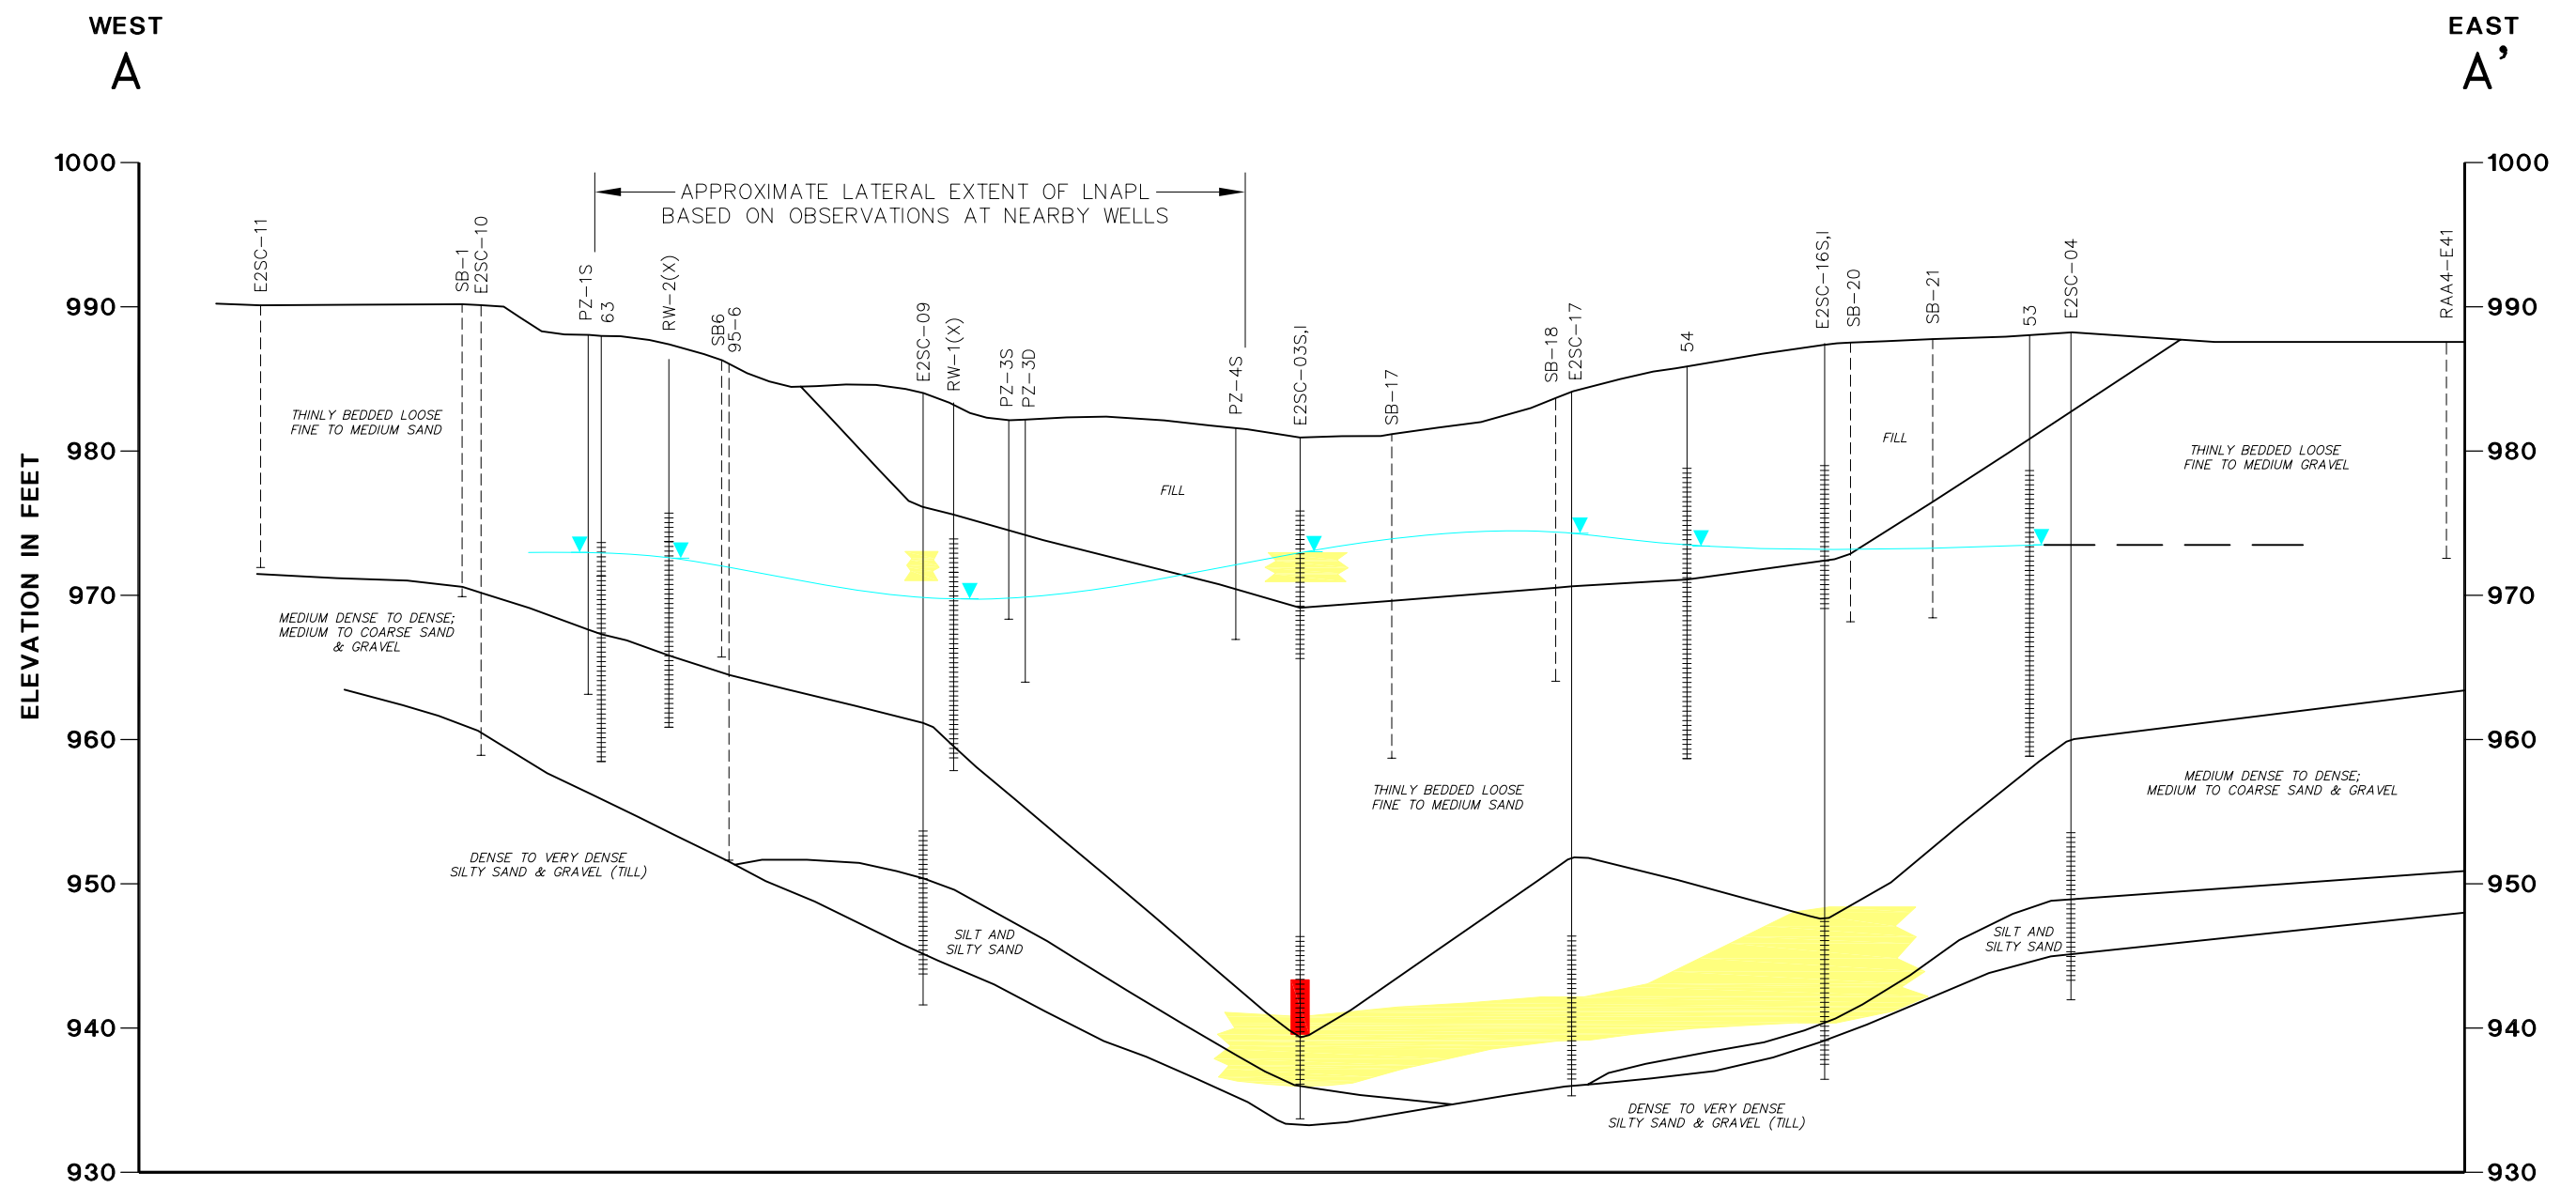 WEST
EAST
A
A'
1000
1000
APPROXIMATE LATERAL EXTENT OF LNAPL
BASED ON OBSERVATIONS AT NEARBY WELLS
E2SC-11
SB-1
E2SC-10
PZ-1S
63
RW-2(X)
SB6
95-6
E2SC-09
RW-1(X)
PZ-3S
PZ-3D
PZ-4S
E2SC-03S,I
SB-17
SB-18
E2SC-17
54
E2SC-16S,I
SB-20
SB-21
53
E2SC-04
RAA4-E41
990
990
THINLY BEDDED LOOSE
FINE TO MEDIUM SAND
FILL
FILL
THINLY BEDDED LOOSE
FINE TO MEDIUM GRAVEL
980
980
ELEVATION IN FEET
970
970
MEDIUM DENSE TO DENSE;
MEDIUM TO COARSE SAND
& GRAVEL
960
960
THINLY BEDDED LOOSE
FINE TO MEDIUM SAND
MEDIUM DENSE TO DENSE;
MEDIUM TO COARSE SAND & GRAVEL
DENSE TO VERY DENSE
SILTY SAND & GRAVEL (TILL)
950
950
SILT AND
SILTY SAND
SILT AND
SILTY SAND
940
940
DENSE TO VERY DENSE
SILTY SAND & GRAVEL (TILL)
930
930